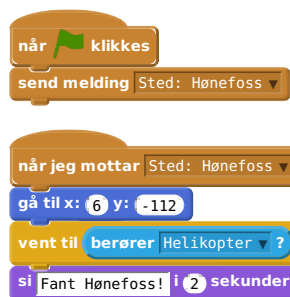 når klikkes
send melding Sted: Hønefoss
når jeg mottar Sted: Hønefoss
gå til x: 6 y: -112
vent til berører Helikopter ?
si Fant Hønefoss! i 2 sekunder